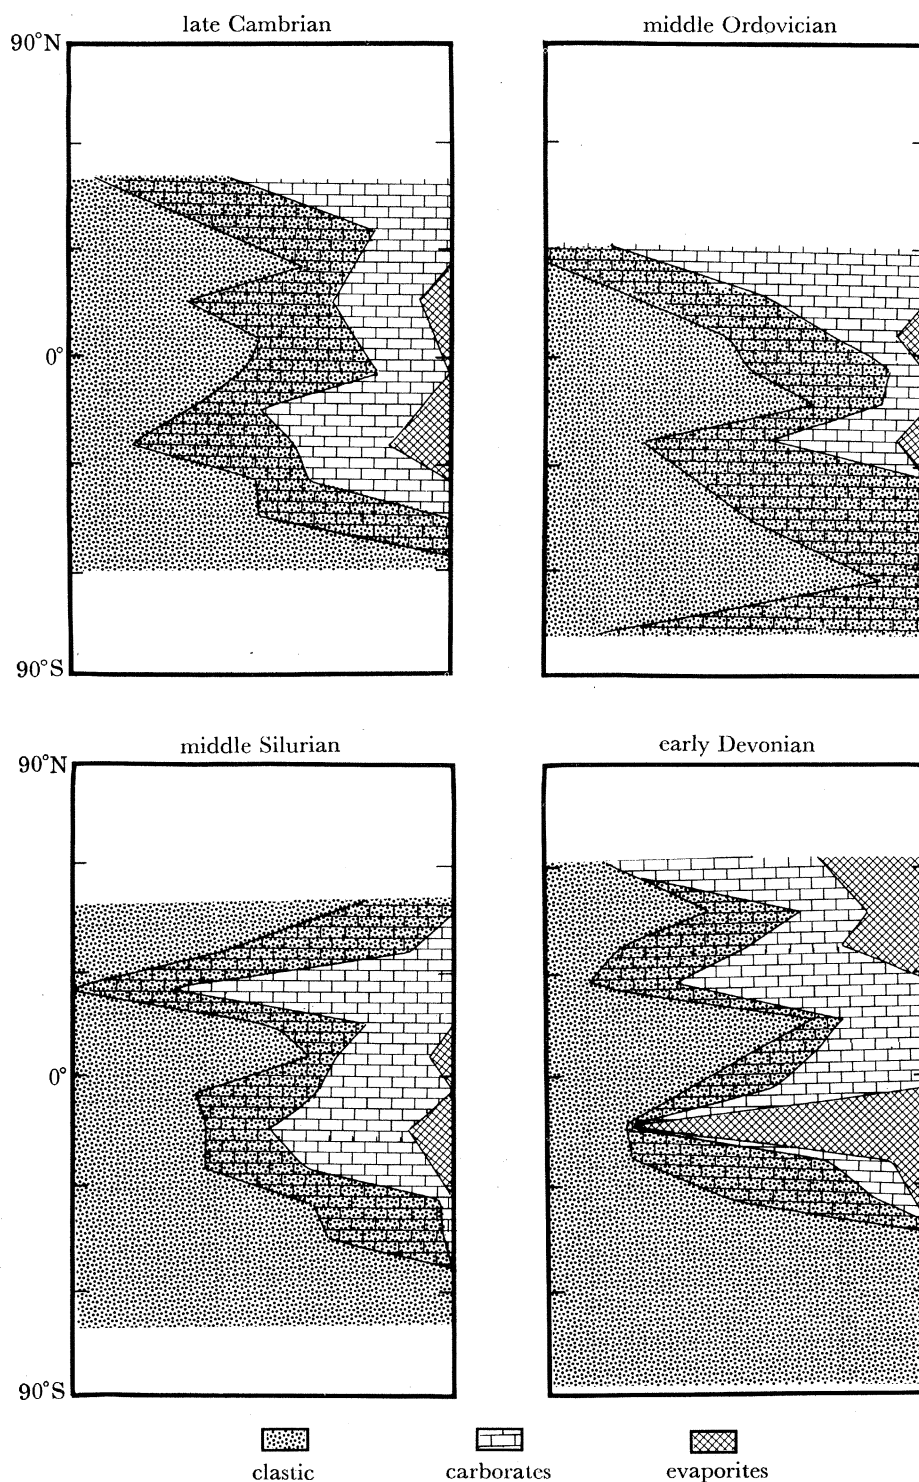 late Cambrian
middle Ordovician
90°N
0°
90°S
middle Silurian
early Devonian
90°N
0°
90°S
clastic
carborates
evaporites